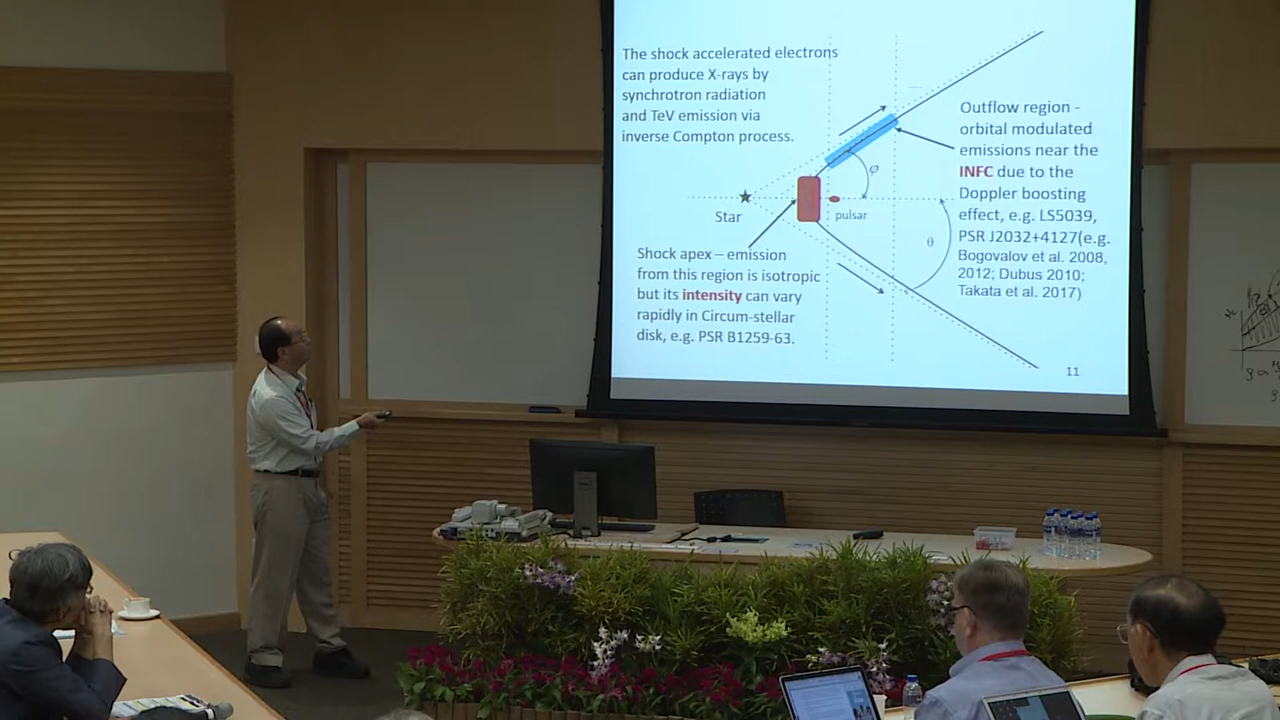 The shock accelerated electrons
can produce X-rays by
synchrotron radiation
and TeV emission via
inverse Compton process.
Outflow region -
orbital modulated
emissions near the
INFC due to the
Doppler boosting
effect, e.g. LS5039,
PSR J2032+4127(e.g.
Bogovalov et al. 2008,
2012; Dubus 2010;
Takata et al. 2017)
φ
Star
pulsar
θ
Shock apex – emission
from this region is isotropic
but its intensity can vary
rapidly in Circum-stellar
disk, e.g. PSR B1259-63.
11